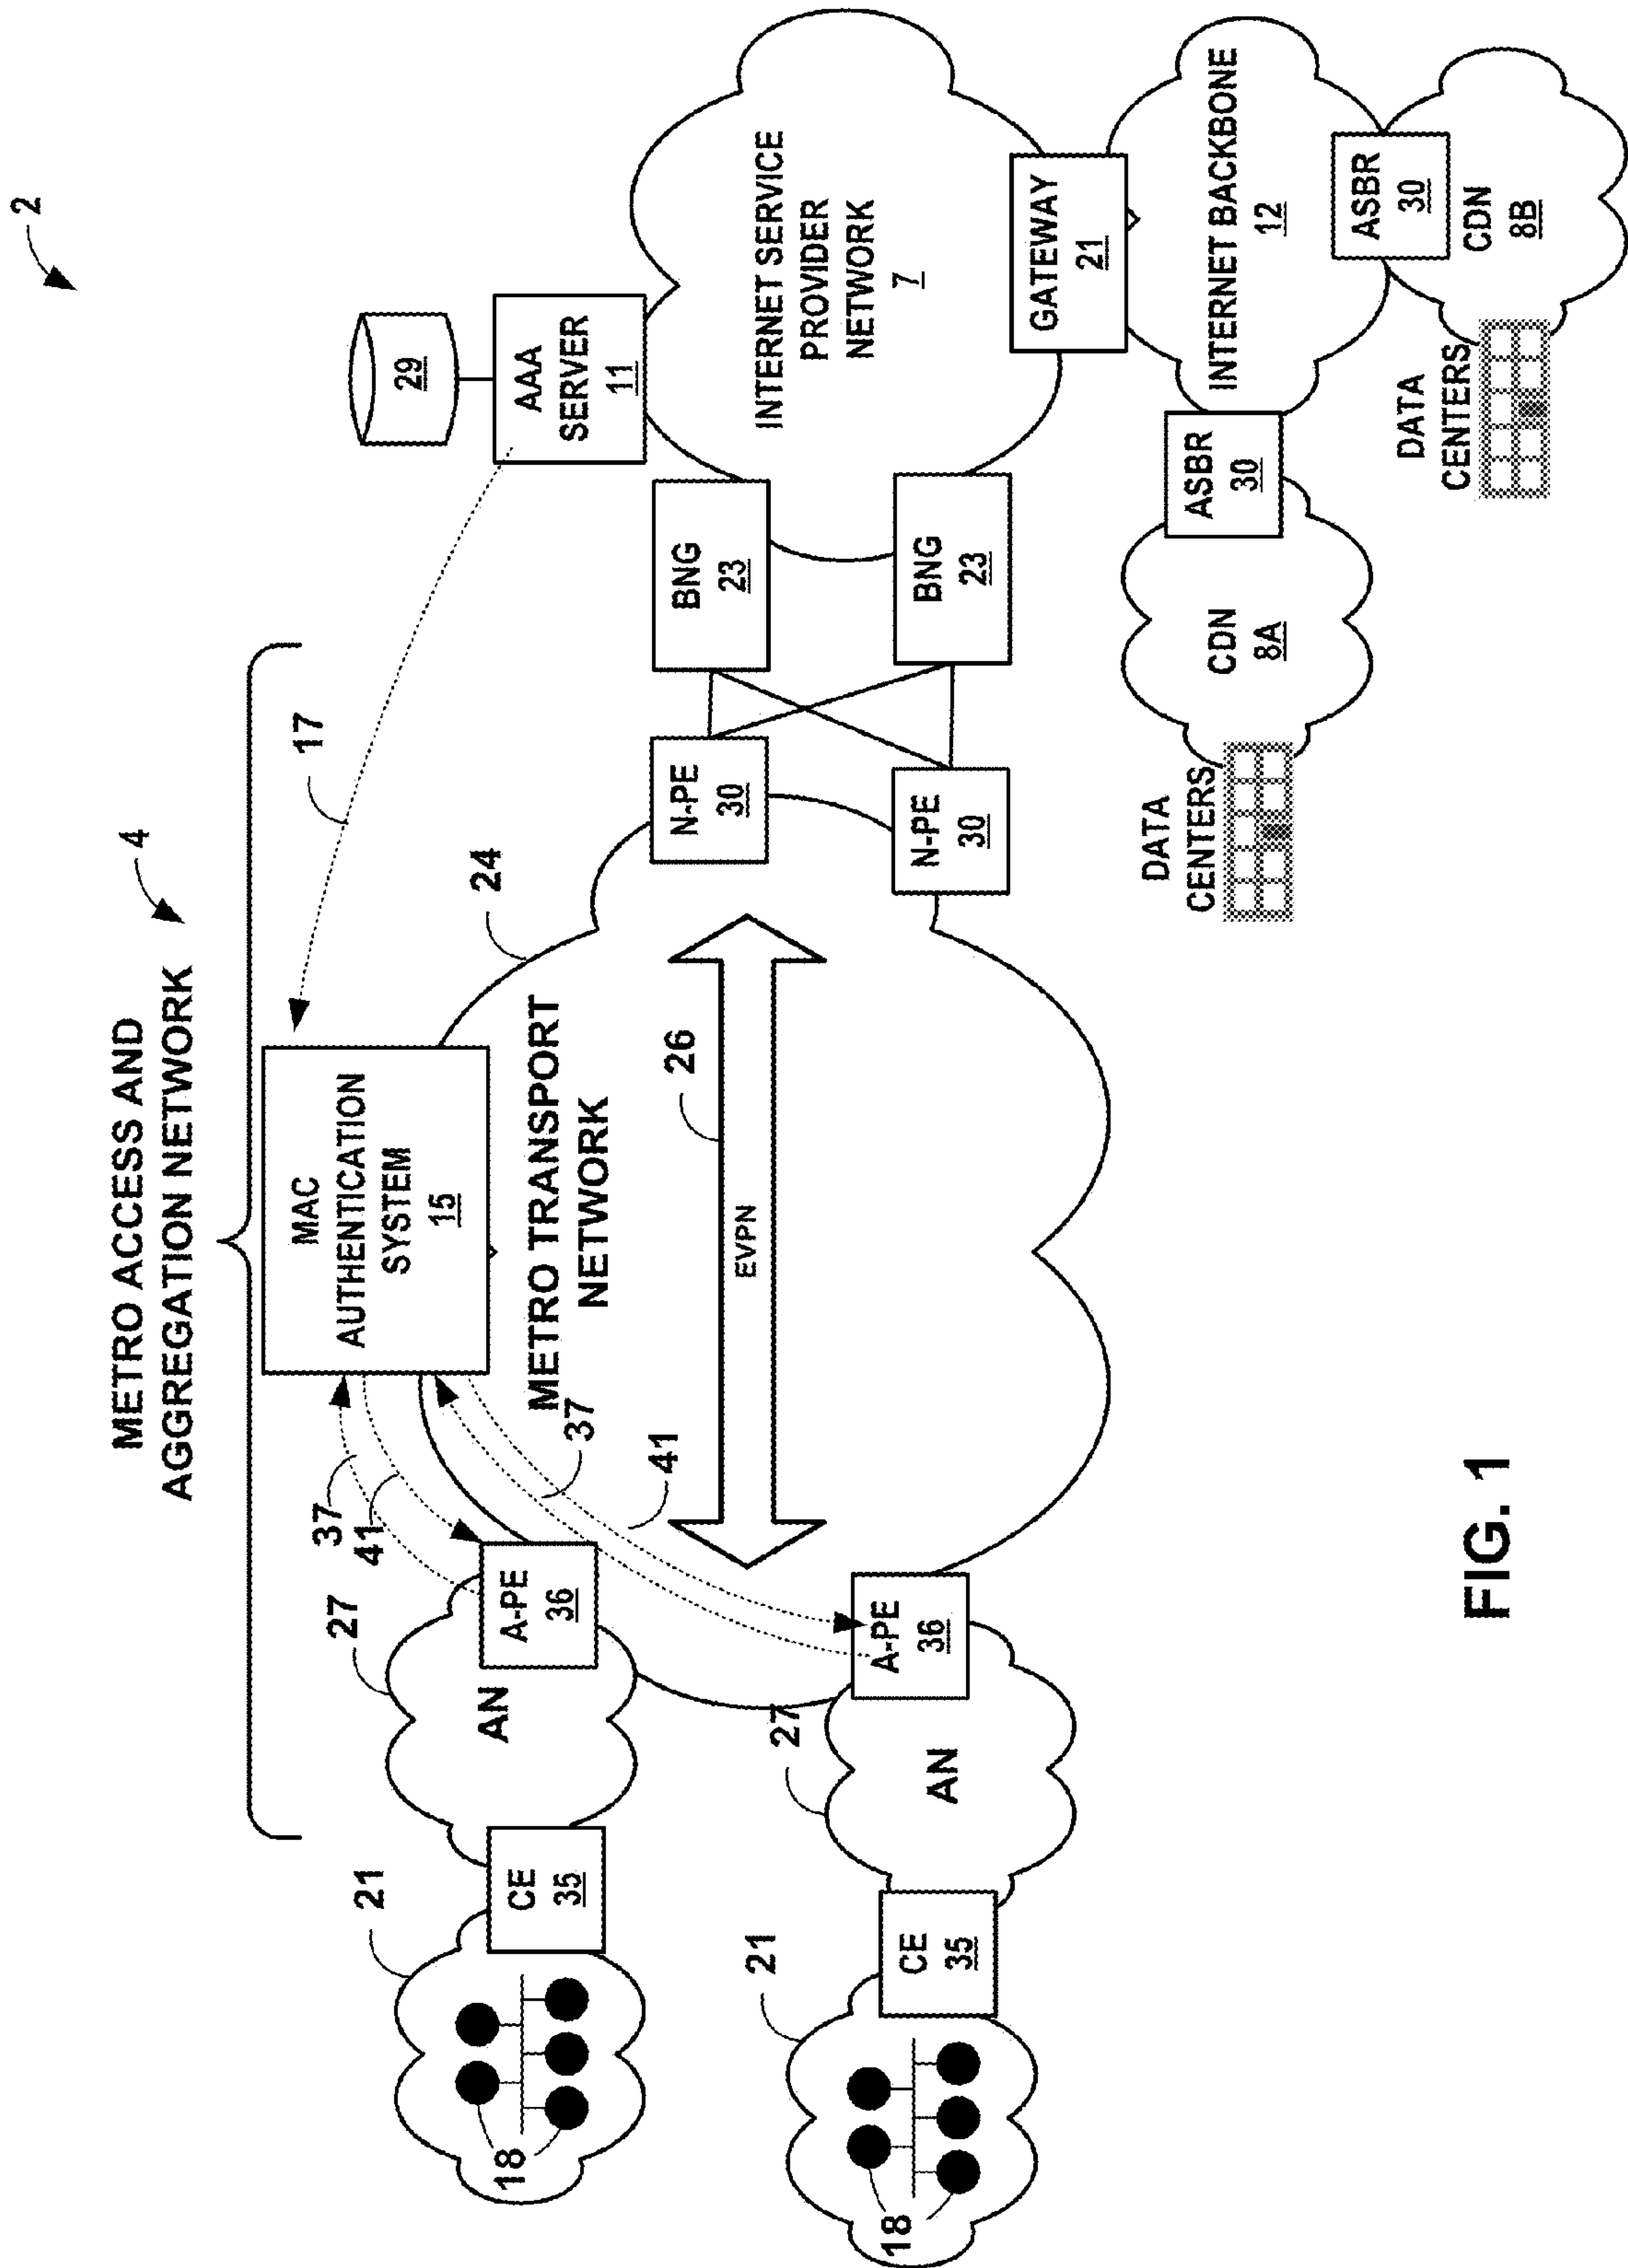 2
METRO ACCESS AND
AGGREGATION NETWORK
4
17
29
AAA
SERVER
11
MAC
AUTHENTICATION
SYSTEM
15
24
METRO TRANSPORT
NETWORK
37
41
37
41
26
EVPN
27
AN
A-PE
36
27
AN
A-PE
36
21
CE
35
18
21
CE
35
18
N-PE
30
N-PE
30
BNG
23
BNG
23
INTERNET SERVICE
PROVIDER
NETWORK
7
GATEWAY
21
INTERNET BACKBONE
12
ASBR
30
CDN
8A
DATA
CENTERS
ASBR
30
CDN
8B
DATA
CENTERS
FIG. 1